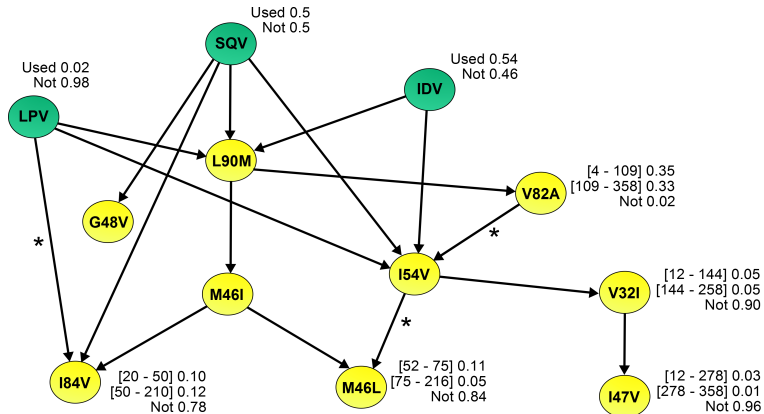 Used 0.5
Not 0.5
SQV
Used 0.54
Not 0.46
IDV
Used 0.02
Not 0.98
LPV
L90M
[4 - 109] 0.35
[109 - 358] 0.33
Not 0.02
V82A
G48V
*
*
I54V
[12 - 144] 0.05
[144 - 258] 0.05
Not 0.90
V32I
M46I
*
I84V
[20 - 50] 0.10
[50 - 210] 0.12
Not 0.78
M46L
[52 - 75] 0.11
[75 - 216] 0.05
Not 0.84
[12 - 278] 0.03
[278 - 358] 0.01
Not 0.96
I47V